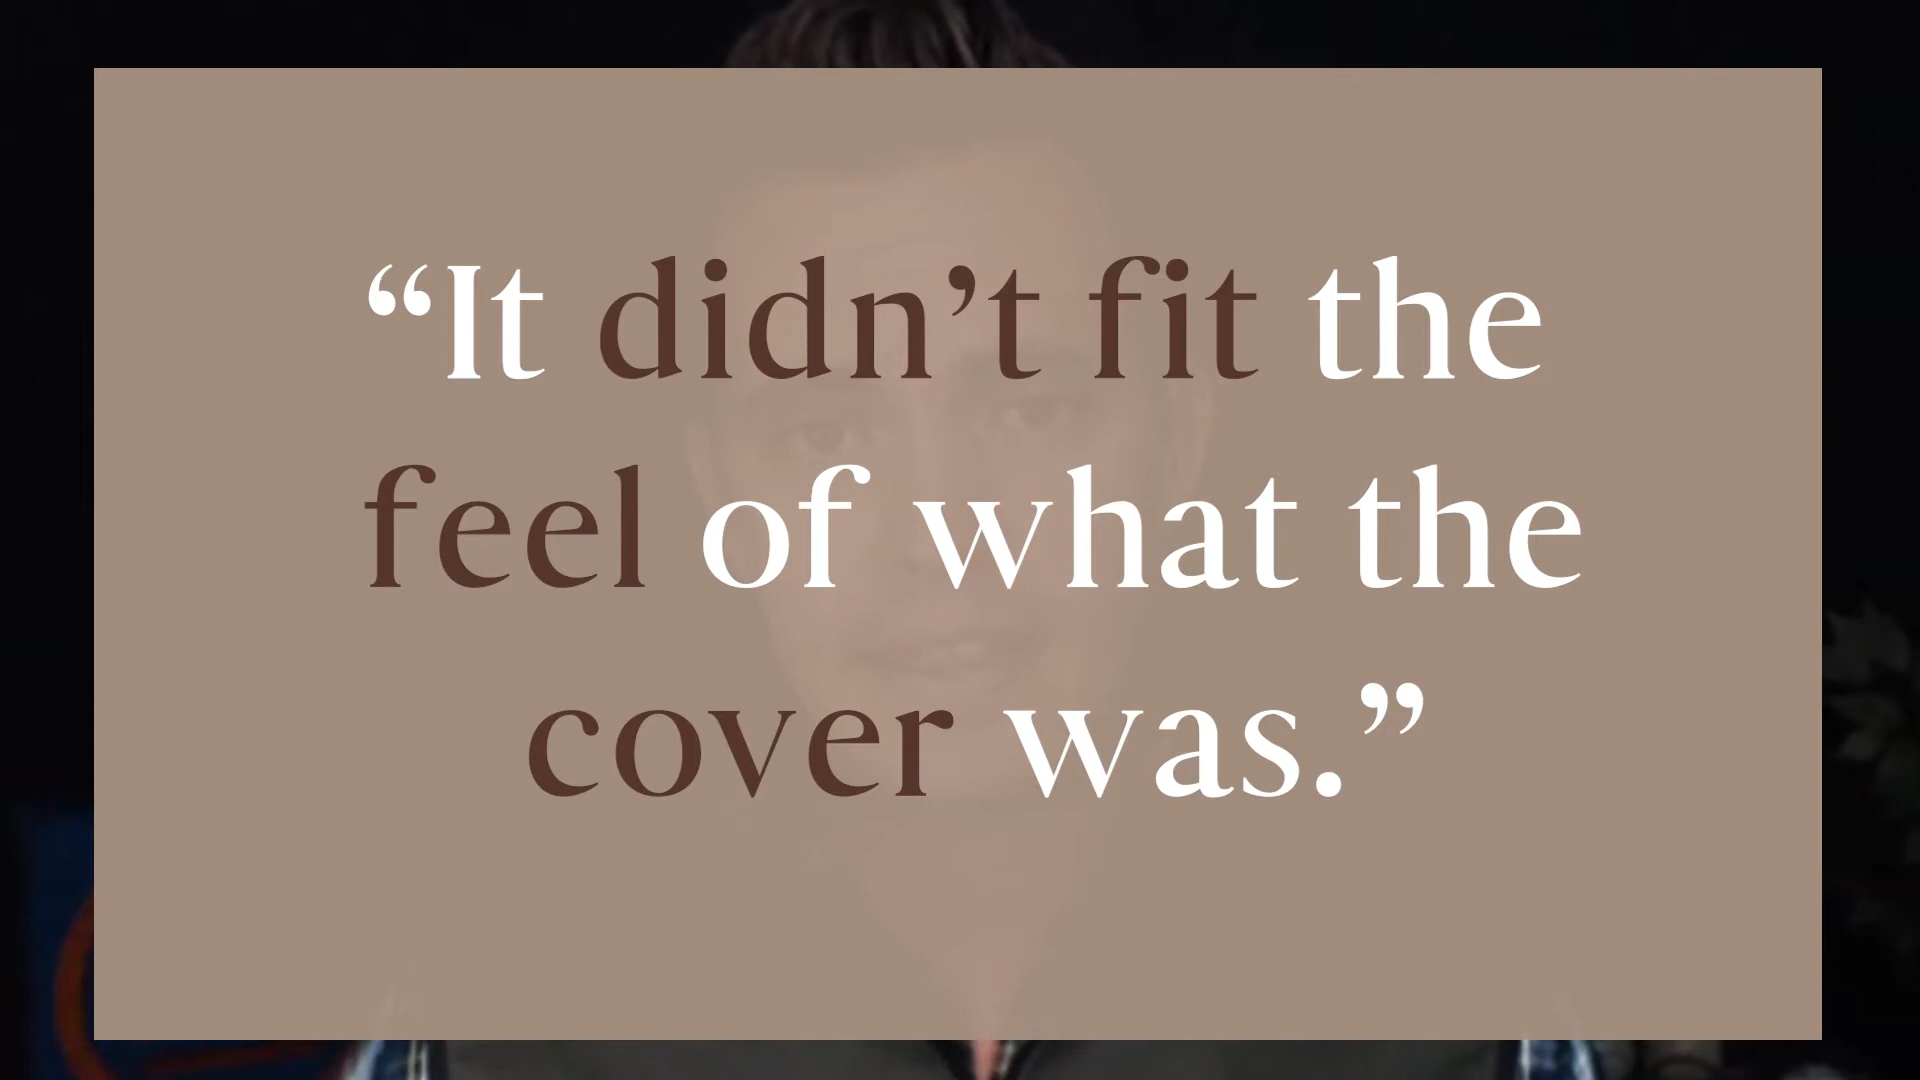 “It didn’t fit the
feel of what the
cover was.”